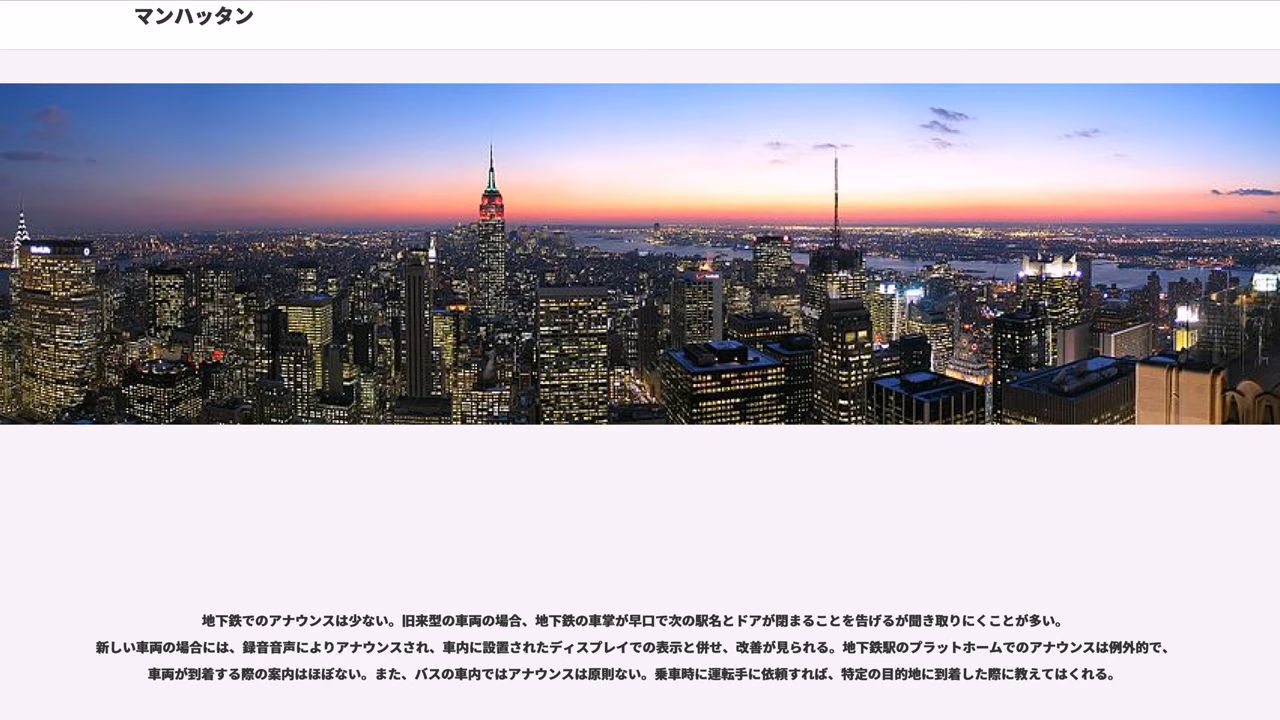 マンハッタン
MetLife
地下鉄でのアナウンスは少ない。旧来型の車両の場合、地下鉄の車掌が早口で次の駅名とドアが閉まることを告げるが聞き取りにくことが多い。
新しい車両の場合には、録音音声によりアナウンスされ、車内に設置されたディスプレイでの表示と併せ、改善が見られる。地下鉄駅のプラットホームでのアナウンスは例外的で、
車両が到着する際の案内はほぼない。また、バスの車内ではアナウンスは原則ない。乗車時に運転手に依頼すれば、特定の目的地に到着した際に教えてはくれる。